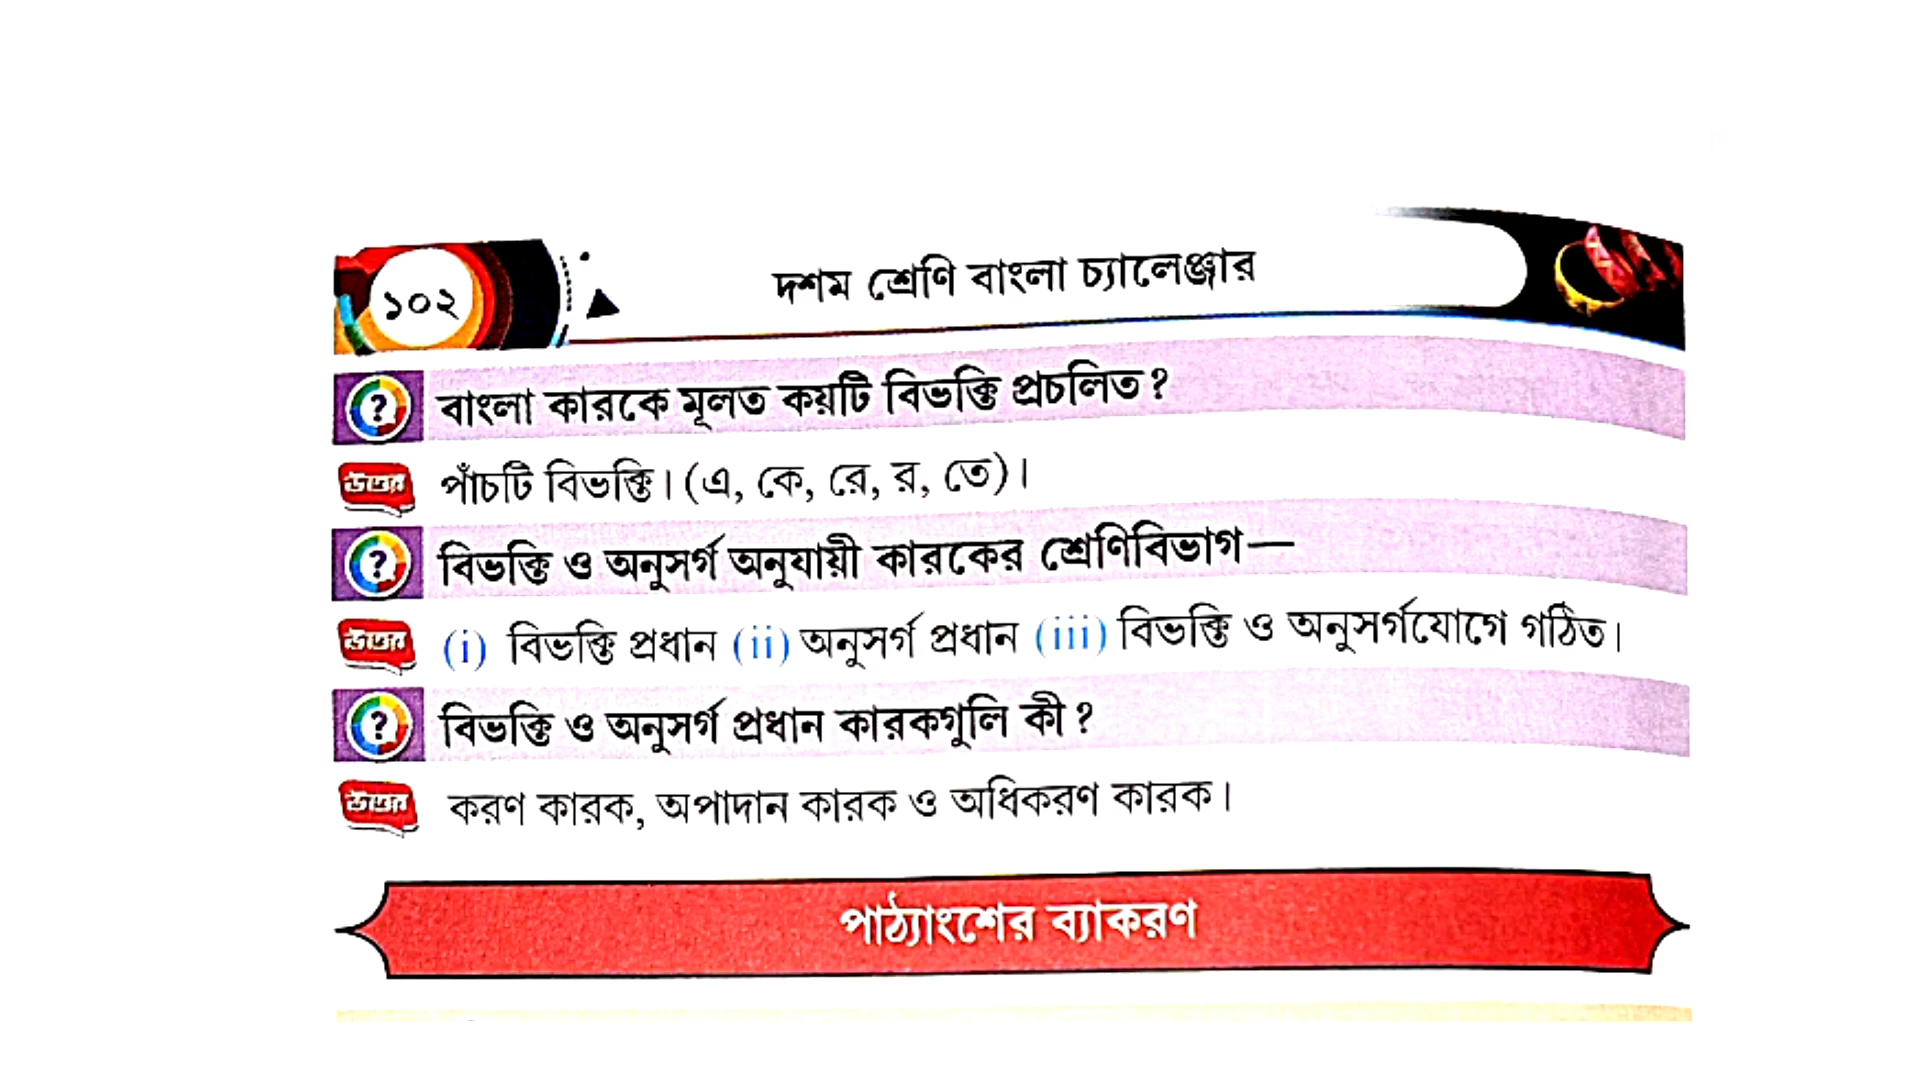 ১০২
দশম শ্রেণি বাংলা চ্যালেঞ্জার
? বাংলা কারকে মূলত কয়টি বিভক্তি প্রচলিত?
উত্তর পাঁচটি বিভক্তি। (এ, কে, রে, র, তে)।
? বিভক্তি ও অনুসর্গ অনুযায়ী কারকের শ্রেণিবিভাগ—
উত্তর (i) বিভক্তি প্রধান (ii) অনুসর্গ প্রধান (iii) বিভক্তি ও অনুসর্গযোগে গঠিত।
? বিভক্তি ও অনুসর্গ প্রধান কারকগুলি কী?
উত্তর করণ কারক, অপাদান কারক ও অধিকরণ কারক।
পাঠ্যাংশের ব্যাকরণ